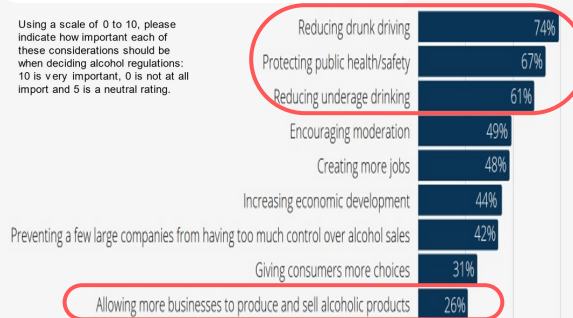 Using a scale of 0 to 10, please
indicate how important each of
these considerations should be
when deciding alcohol regulations:
10 is very important, 0 is not at all
import and 5 is a neutral rating.
Reducing drunk driving 74%
Protecting public health/safety 67%
Reducing underage drinking 61%
Encouraging moderation 49%
Creating more jobs 48%
Increasing economic development 44%
Preventing a few large companies from having too much control over alcohol sales 42%
Giving consumers more choices 31%
Allowing more businesses to produce and sell alcoholic products 26%